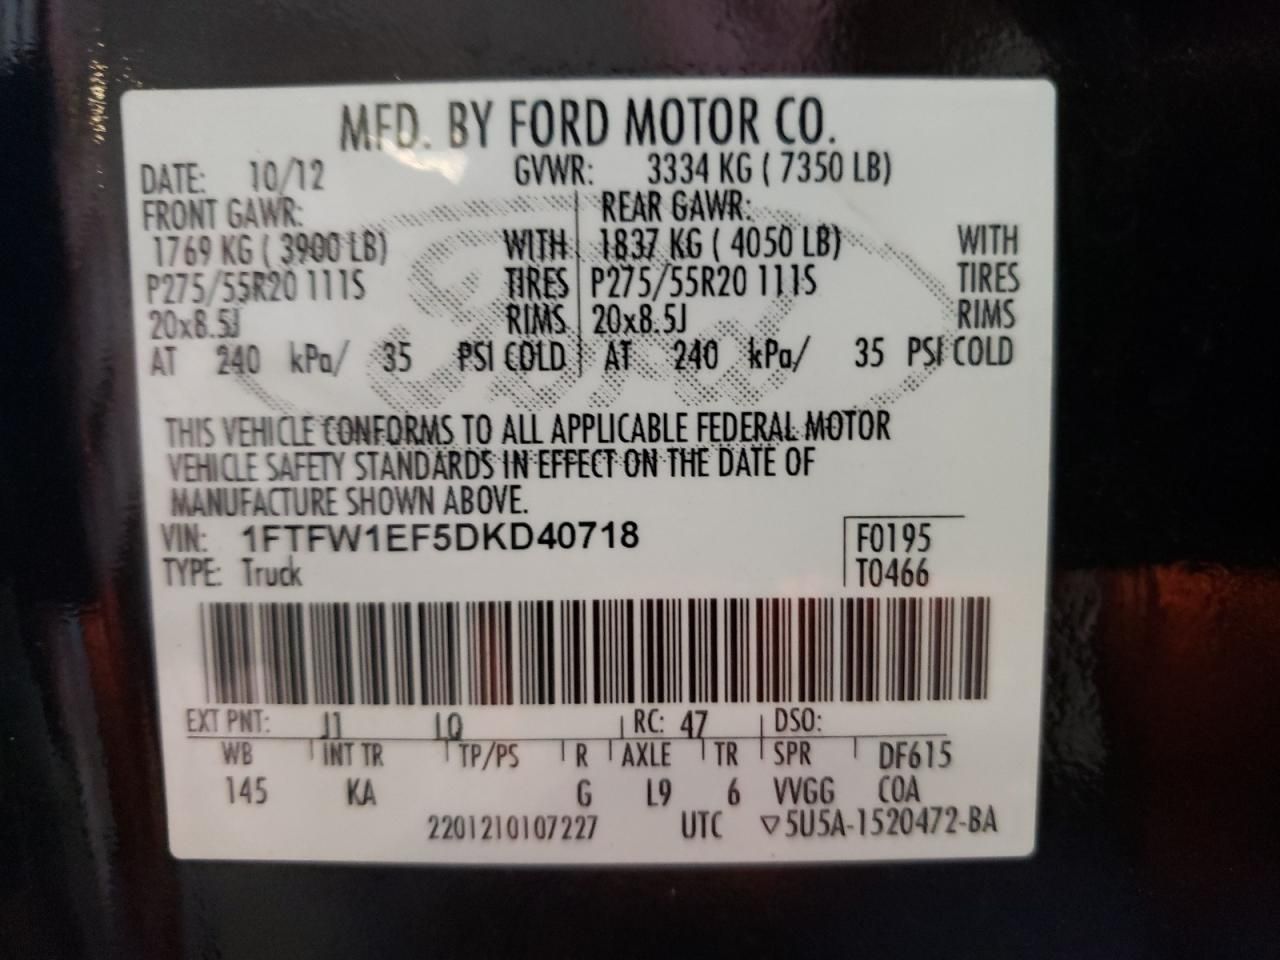 MFD. BY FORD MOTOR CO.
DATE: 10/12 GVWR: 3334 KG ( 7350 LB)
FRONT GAWR: REAR GAWR:
1769 KG ( 3900 LB) WITH 1837 KG ( 4050 LB) WITH
P275/55R20 111S TIRES P275/55R20 111S TIRES
20x8.5J RIMS 20x8.5J RIMS
AT 240 kPa/ 35 PSI COLD AT 240 kPa/ 35 PSI COLD
THIS VEHICLE CONFORMS TO ALL APPLICABLE FEDERAL MOTOR
VEHICLE SAFETY STANDARDS IN EFFECT ON THE DATE OF
MANUFACTURE SHOWN ABOVE.
VIN: 1FTFW1EF5DKD40718 F0195
TYPE: Truck T0466
EXT PNT: J1 LQ RC: 47 DSO:
WB INT TR TP/PS R AXLE TR SPR DF615
145 KA G L9 6 VVGG COA
2201210107227 UTC ▽5U5A-1520472-BA